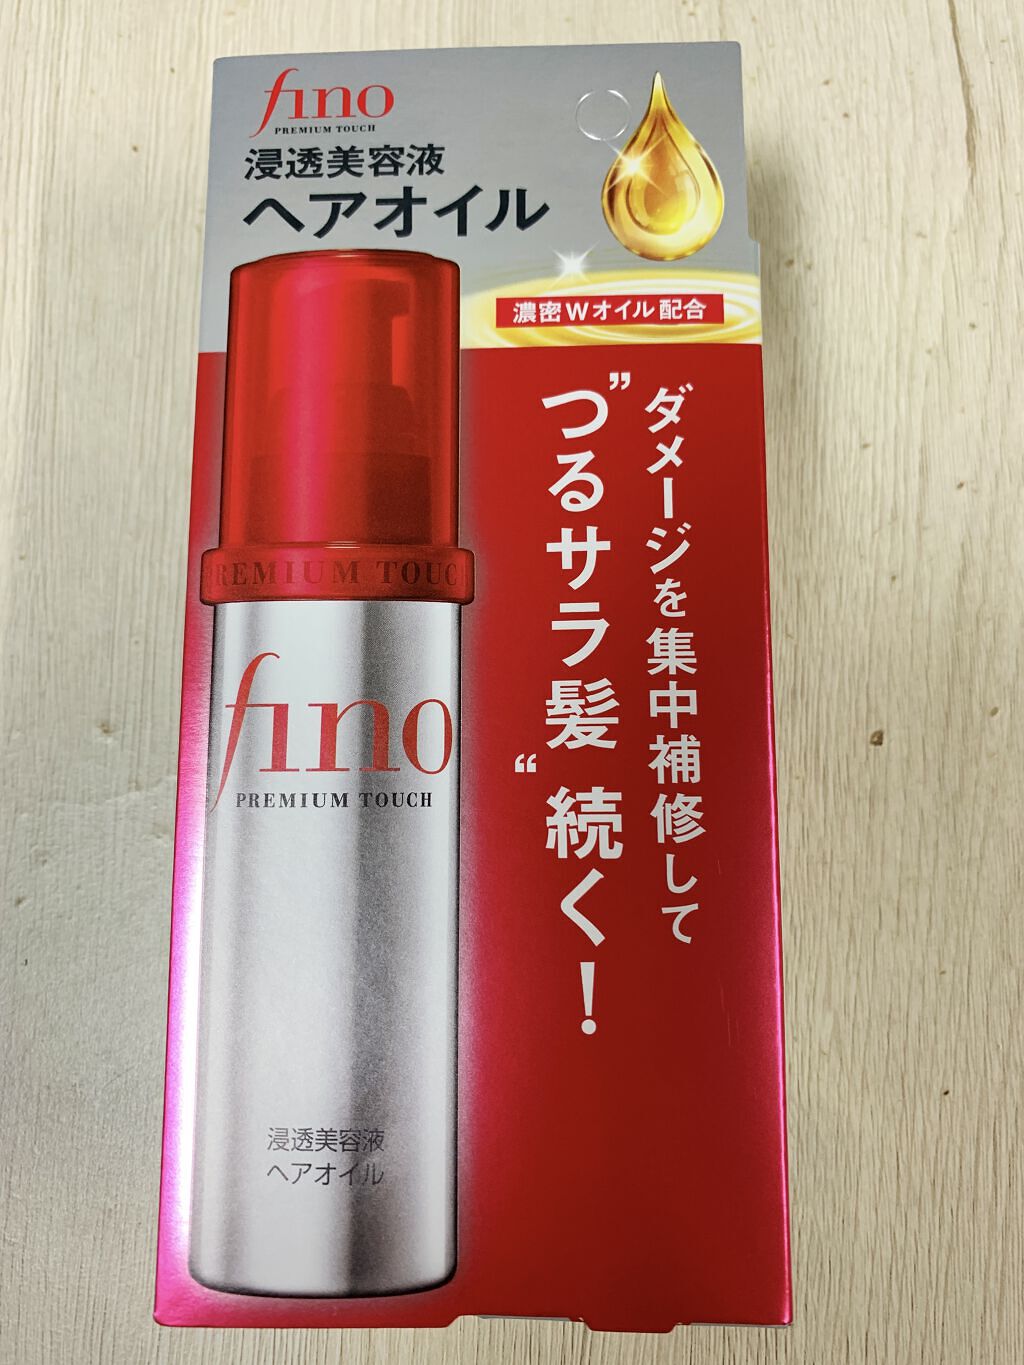 fino
PREMIUM TOUCH
浸透美容液
ヘアオイル
濃密Wオイル配合
ダメージを集中補修して
”つるサラ髪“続く！
REMIUM TOUC
fino
PREMIUM TOUCH
浸透美容液
ヘアオイル